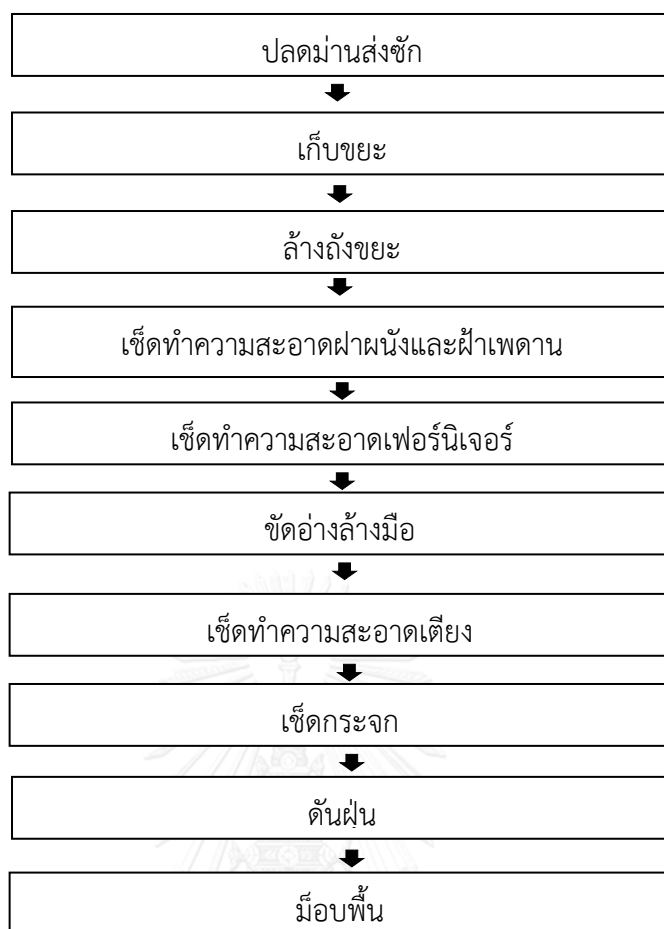 ปลดม่านส่งซัก
เก็บขยะ
ล้างถังขยะ
เช็ดทำความสะอาดฝาผนังและฝ้าเพดาน
เช็ดทำความสะอาดเฟอร์นิเจอร์
ขัดอ่างล้างมือ
เช็ดทำความสะอาดเตียง
เช็ดกระจก
ดันฝุ่น
ม็อบพื้น